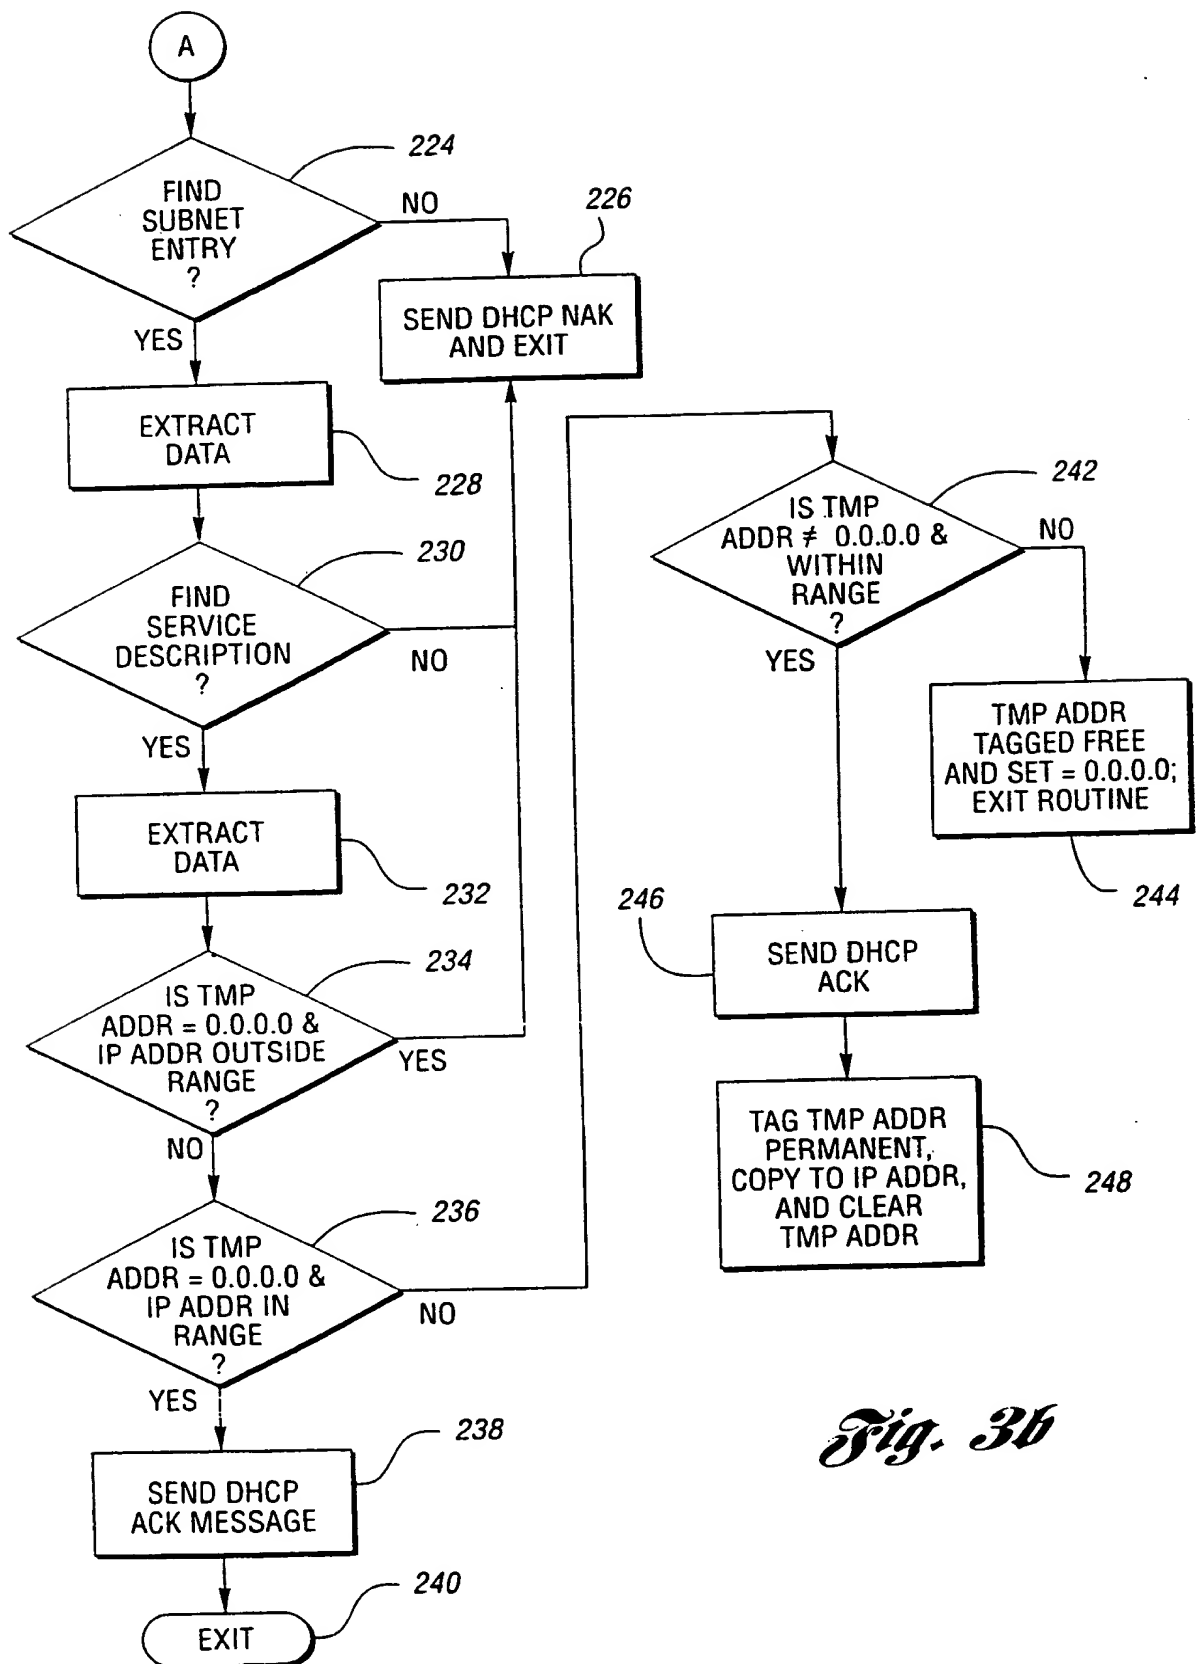 A
224
FIND
SUBNET
ENTRY
?
NO
226
SEND DHCP NAK
AND EXIT
YES
EXTRACT
DATA
228
230
FIND
SERVICE
DESCRIPTION
?
NO
YES
EXTRACT
DATA
232
234
IS TMP
ADDR = 0.0.0.0 &
IP ADDR OUTSIDE
RANGE
?
YES
NO
236
IS TMP
ADDR = 0.0.0.0 &
IP ADDR IN
RANGE
?
NO
YES
238
SEND DHCP
ACK MESSAGE
240
EXIT
242
IS TMP
ADDR ≠ 0.0.0.0 &
WITHIN
RANGE
?
NO
YES
TMP ADDR
TAGGED FREE
AND SET = 0.0.0.0;
EXIT ROUTINE
244
246
SEND DHCP
ACK
TAG TMP ADDR
PERMANENT,
COPY TO IP ADDR,
AND CLEAR
TMP ADDR
248
Fig. 3b